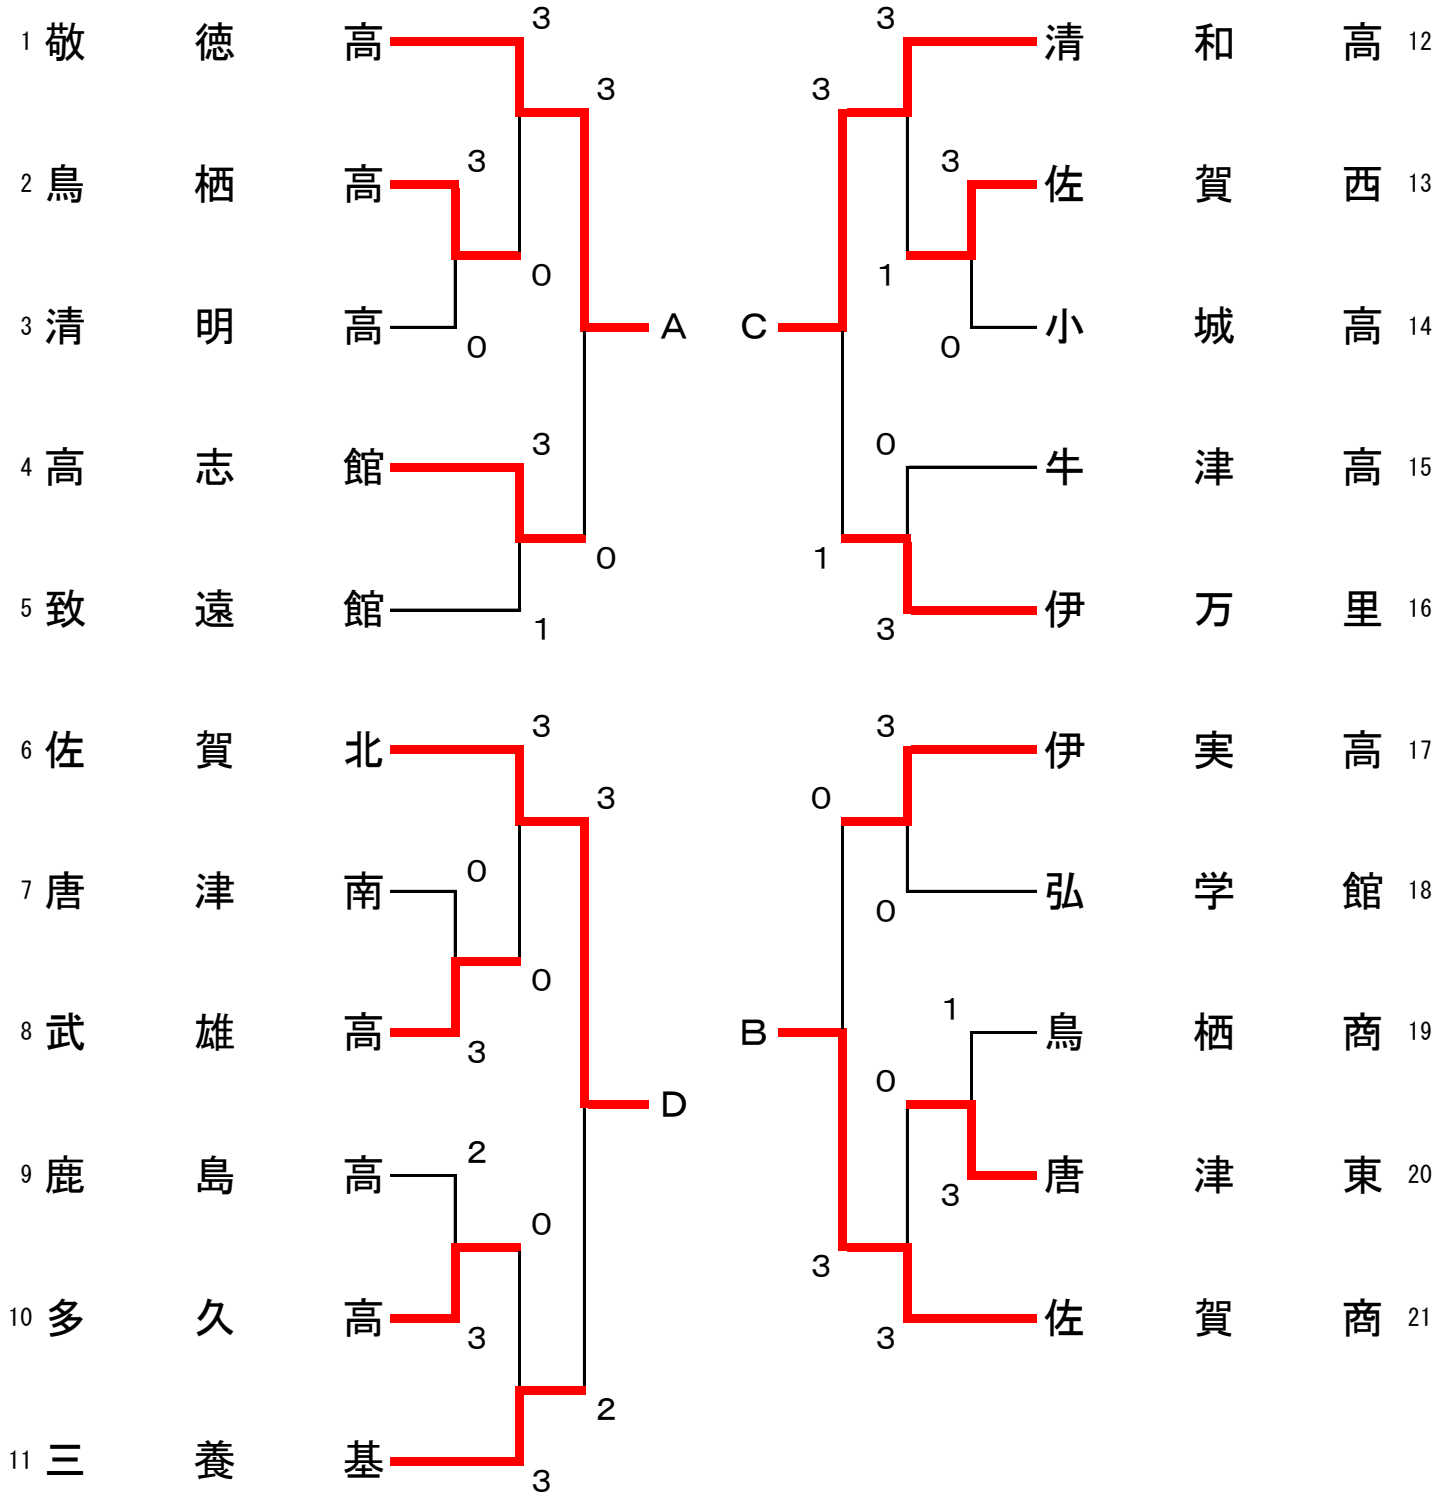 3 3
1 敬徳高 清和高 12
3 3
3 3
2 鳥栖高 佐賀西 13
0 1
3 清明高 A C 小城高 14
0 0
3 0
4 高志館 牛津高 15
0 1
5 致遠館 伊万里 16
1 3
3 3
6 佐賀北 伊実高 17
3 0
0
7 唐津南 弘学館 18
0
0 1
8 武雄高 B 鳥栖商 19
3
0
D
2
9 鹿島高 唐津東 20
3
0
3
10 多久高 佐賀商 21
3 3
2
11 三養基
3